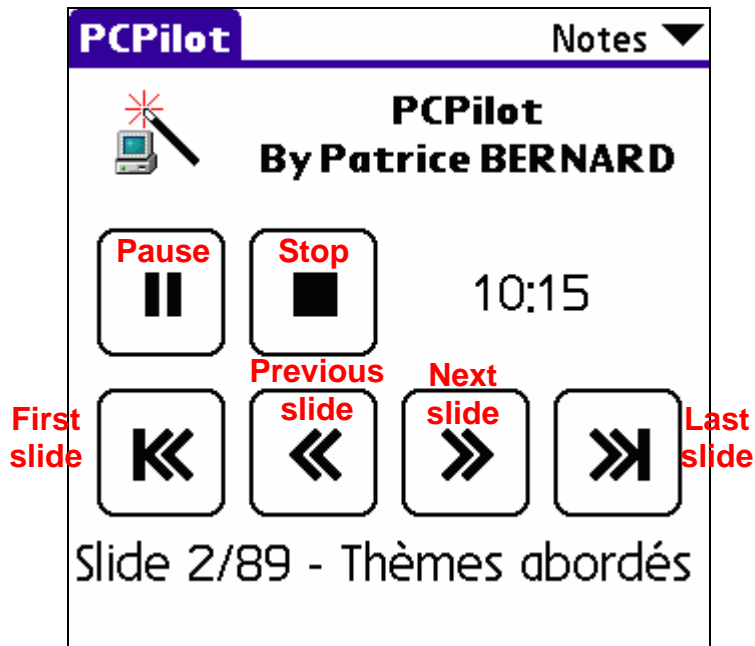 PCPilot Notes
PCPilot
By Patrice BERNARD
Pause Stop
10:15
Previous slide
Next slide
First slide
Last slide
Slide 2/89 - Thèmes abordés